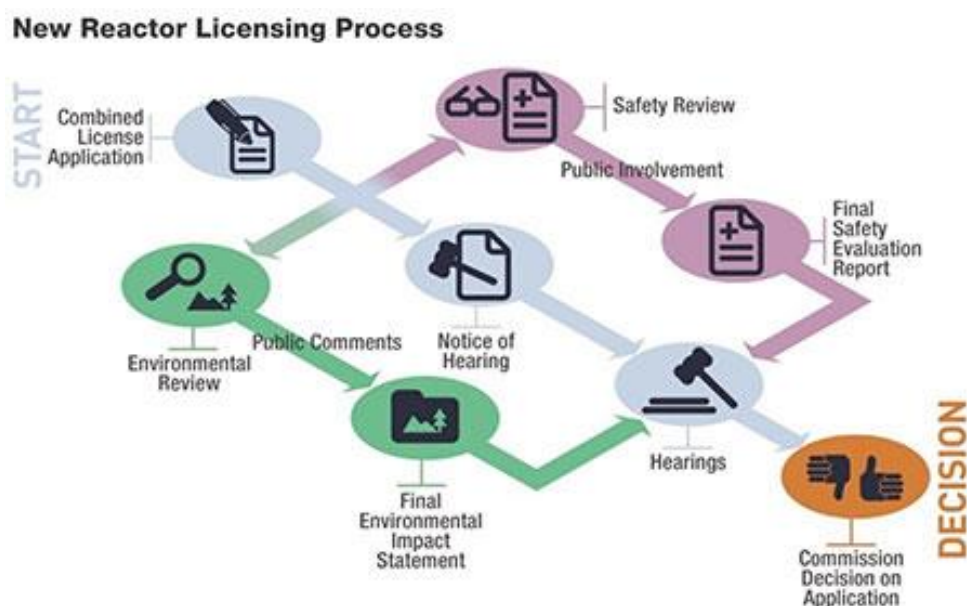 New Reactor Licensing Process
START
Combined
License
Application
Safety Review
Public Involvement
Final
Safety
Evaluation
Report
Notice of
Hearing
Environmental
Review
Public Comments
Final
Environmental
Impact
Statement
Hearings
DECISION
Commission
Decision on
Application